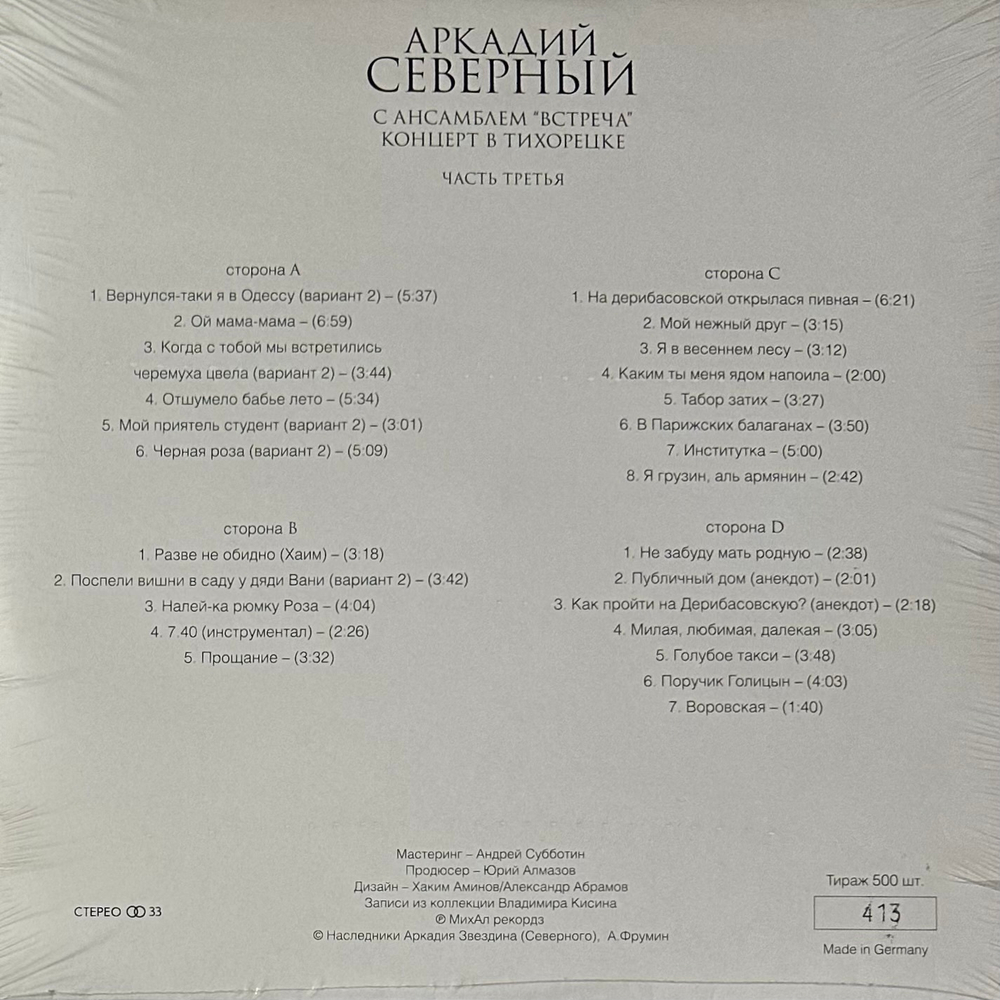 АРКАДИЙ
СЕВЕРНЫЙ
С АНСАМБЛЕМ "ВСТРЕЧА"
КОНЦЕРТ В ТИХОРЕЦКЕ
ЧАСТЬ ТРЕТЬЯ
сторона А
1. Вернулся-таки я в Одессу (вариант 2) – (5:37)
2. Ой мама-мама – (6:59)
3. Когда с тобой мы встретились
черемуха цвела (вариант 2) – (3:44)
4. Отшумело бабье лето – (5:34)
5. Мой приятель студент (вариант 2) – (3:01)
6. Черная роза (вариант 2) – (5:09)
сторона В
1. Разве не обидно (Хаим) – (3:18)
2. Поспели вишни в саду у дяди Вани (вариант 2) – (3:42)
3. Налей-ка рюмку Роза – (4:04)
4. 7.40 (инструментал) – (2:26)
5. Прощание – (3:32)
сторона С
1. На дерибасовской открылася пивная – (6:21)
2. Мой нежный друг – (3:15)
3. Я в весеннем лесу – (3:12)
4. Каким ты меня ядом напоила – (2:00)
5. Табор затих – (3:27)
6. В Парижских балаганах – (3:50)
7. Институтка – (5:00)
8. Я грузин, аль армянин – (2:42)
сторона D
1. Не забуду мать родную – (2:38)
2. Публичный дом (анекдот) – (2:01)
3. Как пройти на Дерибасовскую? (анекдот) – (2:18)
4. Милая, любимая, далекая – (3:05)
5. Голубое такси – (3:48)
6. Поручик Голицын – (4:03)
7. Воровская – (1:40)
Мастеринг – Андрей Субботин
Продюсер – Юрий Алмазов
Дизайн – Хаким Аминов/Александр Абрамов
Записи из коллекции Владимира Кисина
℗ МихАл рекордз
© Наследники Аркадия Звездина (Северного), А.Фрумин
СТЕРЕО 33
Тираж 500 шт.
413
Made in Germany